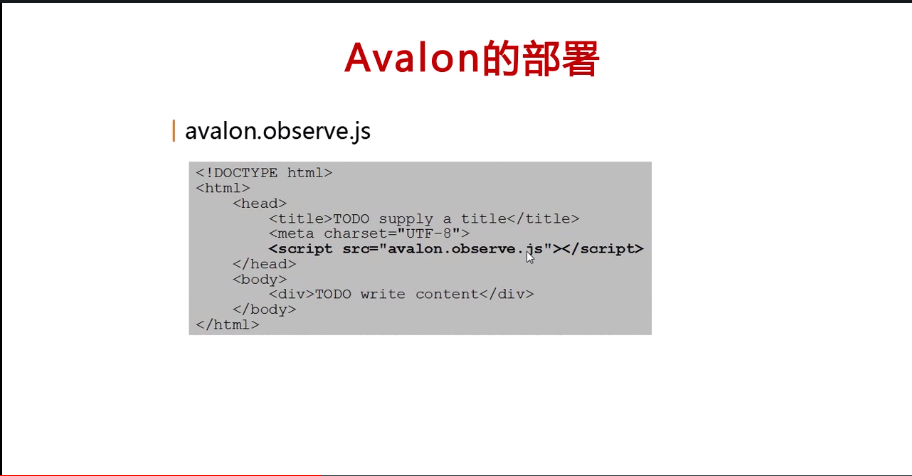 Avalon的部署
avalon.observe.js
<!DOCTYPE html>
<html>
    <head>
        <title>TODO supply a title</title>
        <meta charset="UTF-8">
        <script src="avalon.observe.js"></script>
    </head>
    <body>
        <div>TODO write content</div>
    </body>
</html>